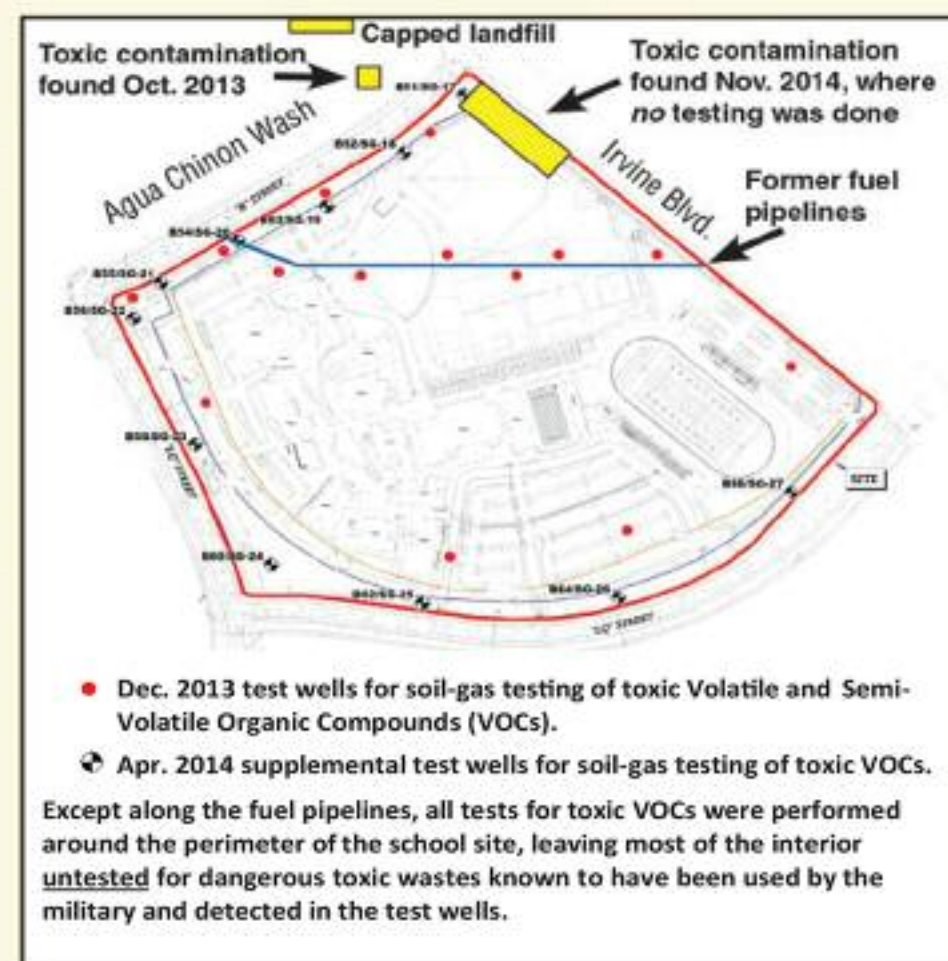 Capped landfill
Toxic contamination
found Oct. 2013
Toxic contamination
found Nov. 2014, where
no testing was done
Agua Chinon Wash
Irvine Blvd.
Former fuel
pipelines
"B" STREET
SITE
"LQ" STREET
• Dec. 2013 test wells for soil-gas testing of toxic Volatile and Semi-
Volatile Organic Compounds (VOCs).
Apr. 2014 supplemental test wells for soil-gas testing of toxic VOCs.
Except along the fuel pipelines, all tests for toxic VOCs were performed
around the perimeter of the school site, leaving most of the interior
untested for dangerous toxic wastes known to have been used by the
military and detected in the test wells.